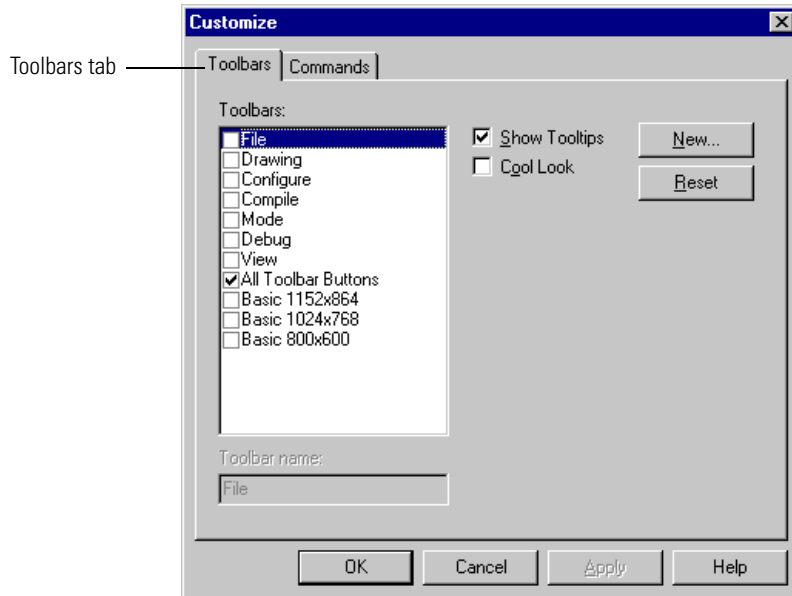 Customize
Toolbars tab
Toolbars
Commands
Toolbars:
File
Drawing
Configure
Compile
Mode
Debug
View
All Toolbar Buttons
Basic 1152x864
Basic 1024x768
Basic 800x600
Show Tooltips
Cool Look
New...
Reset
Toolbar name:
File
OK
Cancel
Apply
Help